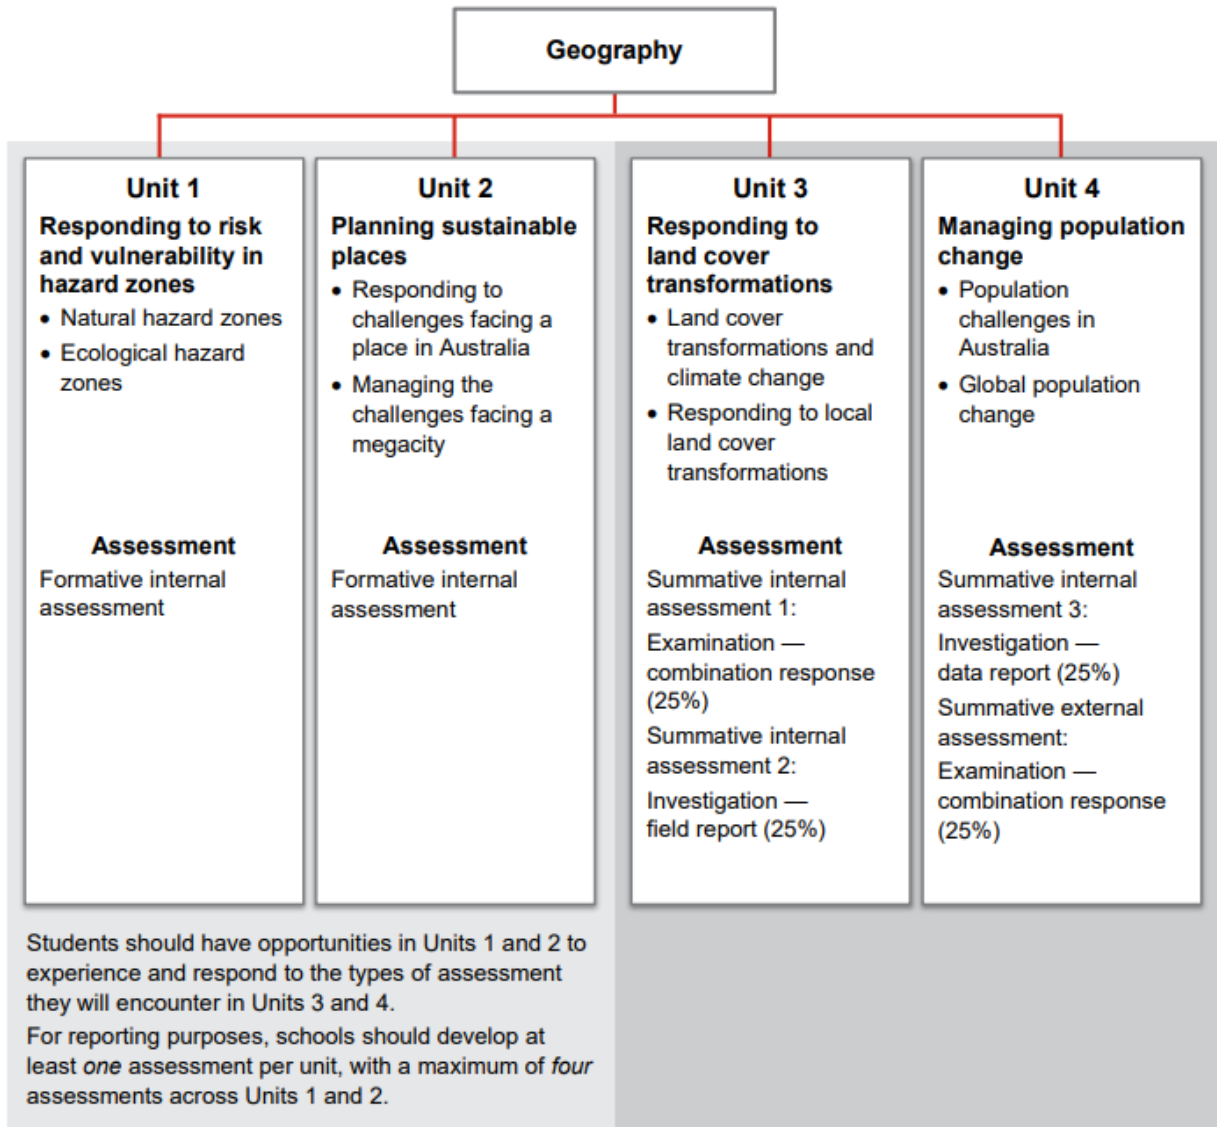 Geography
Unit 1
Responding to risk
and vulnerability in
hazard zones
• Natural hazard zones
• Ecological hazard
zones
Assessment
Formative internal
assessment
Unit 2
Planning sustainable
places
• Responding to
challenges facing a
place in Australia
• Managing the
challenges facing a
megacity
Assessment
Formative internal
assessment
Unit 3
Responding to
land cover
transformations
• Land cover
transformations and
climate change
• Responding to local
land cover
transformations
Assessment
Summative internal
assessment 1:
Examination —
combination response
(25%)
Summative internal
assessment 2:
Investigation —
field report (25%)
Unit 4
Managing population
change
• Population
challenges in
Australia
• Global population
change
Assessment
Summative internal
assessment 3:
Investigation —
data report (25%)
Summative external
assessment:
Examination —
combination response
(25%)
Students should have opportunities in Units 1 and 2 to
experience and respond to the types of assessment
they will encounter in Units 3 and 4.
For reporting purposes, schools should develop at
least one assessment per unit, with a maximum of four
assessments across Units 1 and 2.